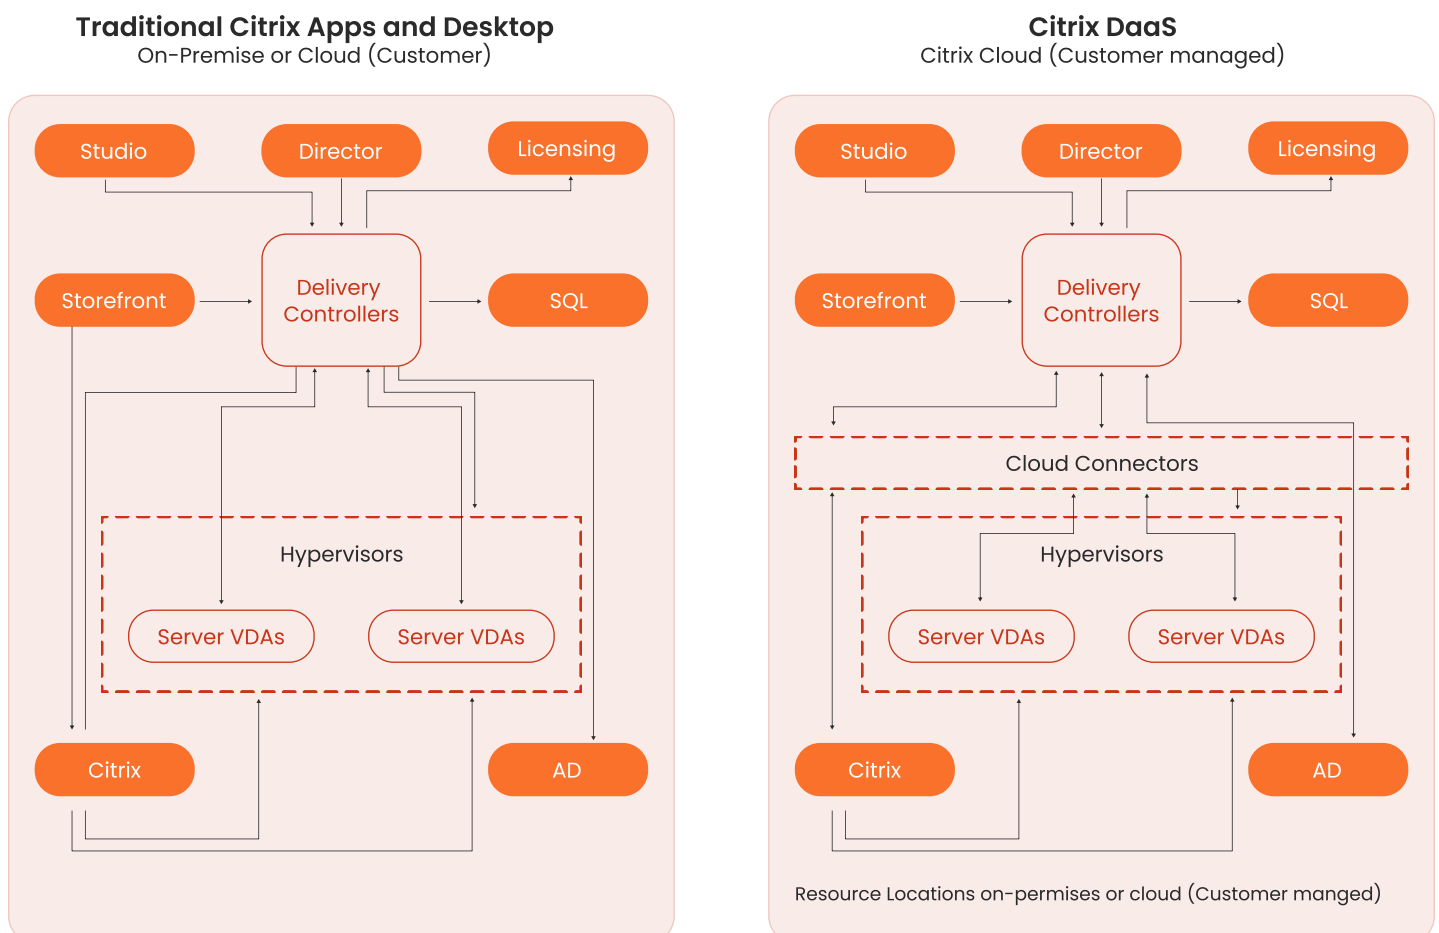 Traditional Citrix Apps and Desktop
On-Premise or Cloud (Customer)
Studio
Director
Licensing
Storefront
Delivery
Controllers
SQL
Hypervisors
Server VDAs
Server VDAs
Citrix
AD
Citrix DaaS
Citrix Cloud (Customer managed)
Studio
Director
Licensing
Storefront
Delivery
Controllers
SQL
Cloud Connectors
Hypervisors
Server VDAs
Server VDAs
Citrix
AD
Resource Locations on-permises or cloud (Customer manged)